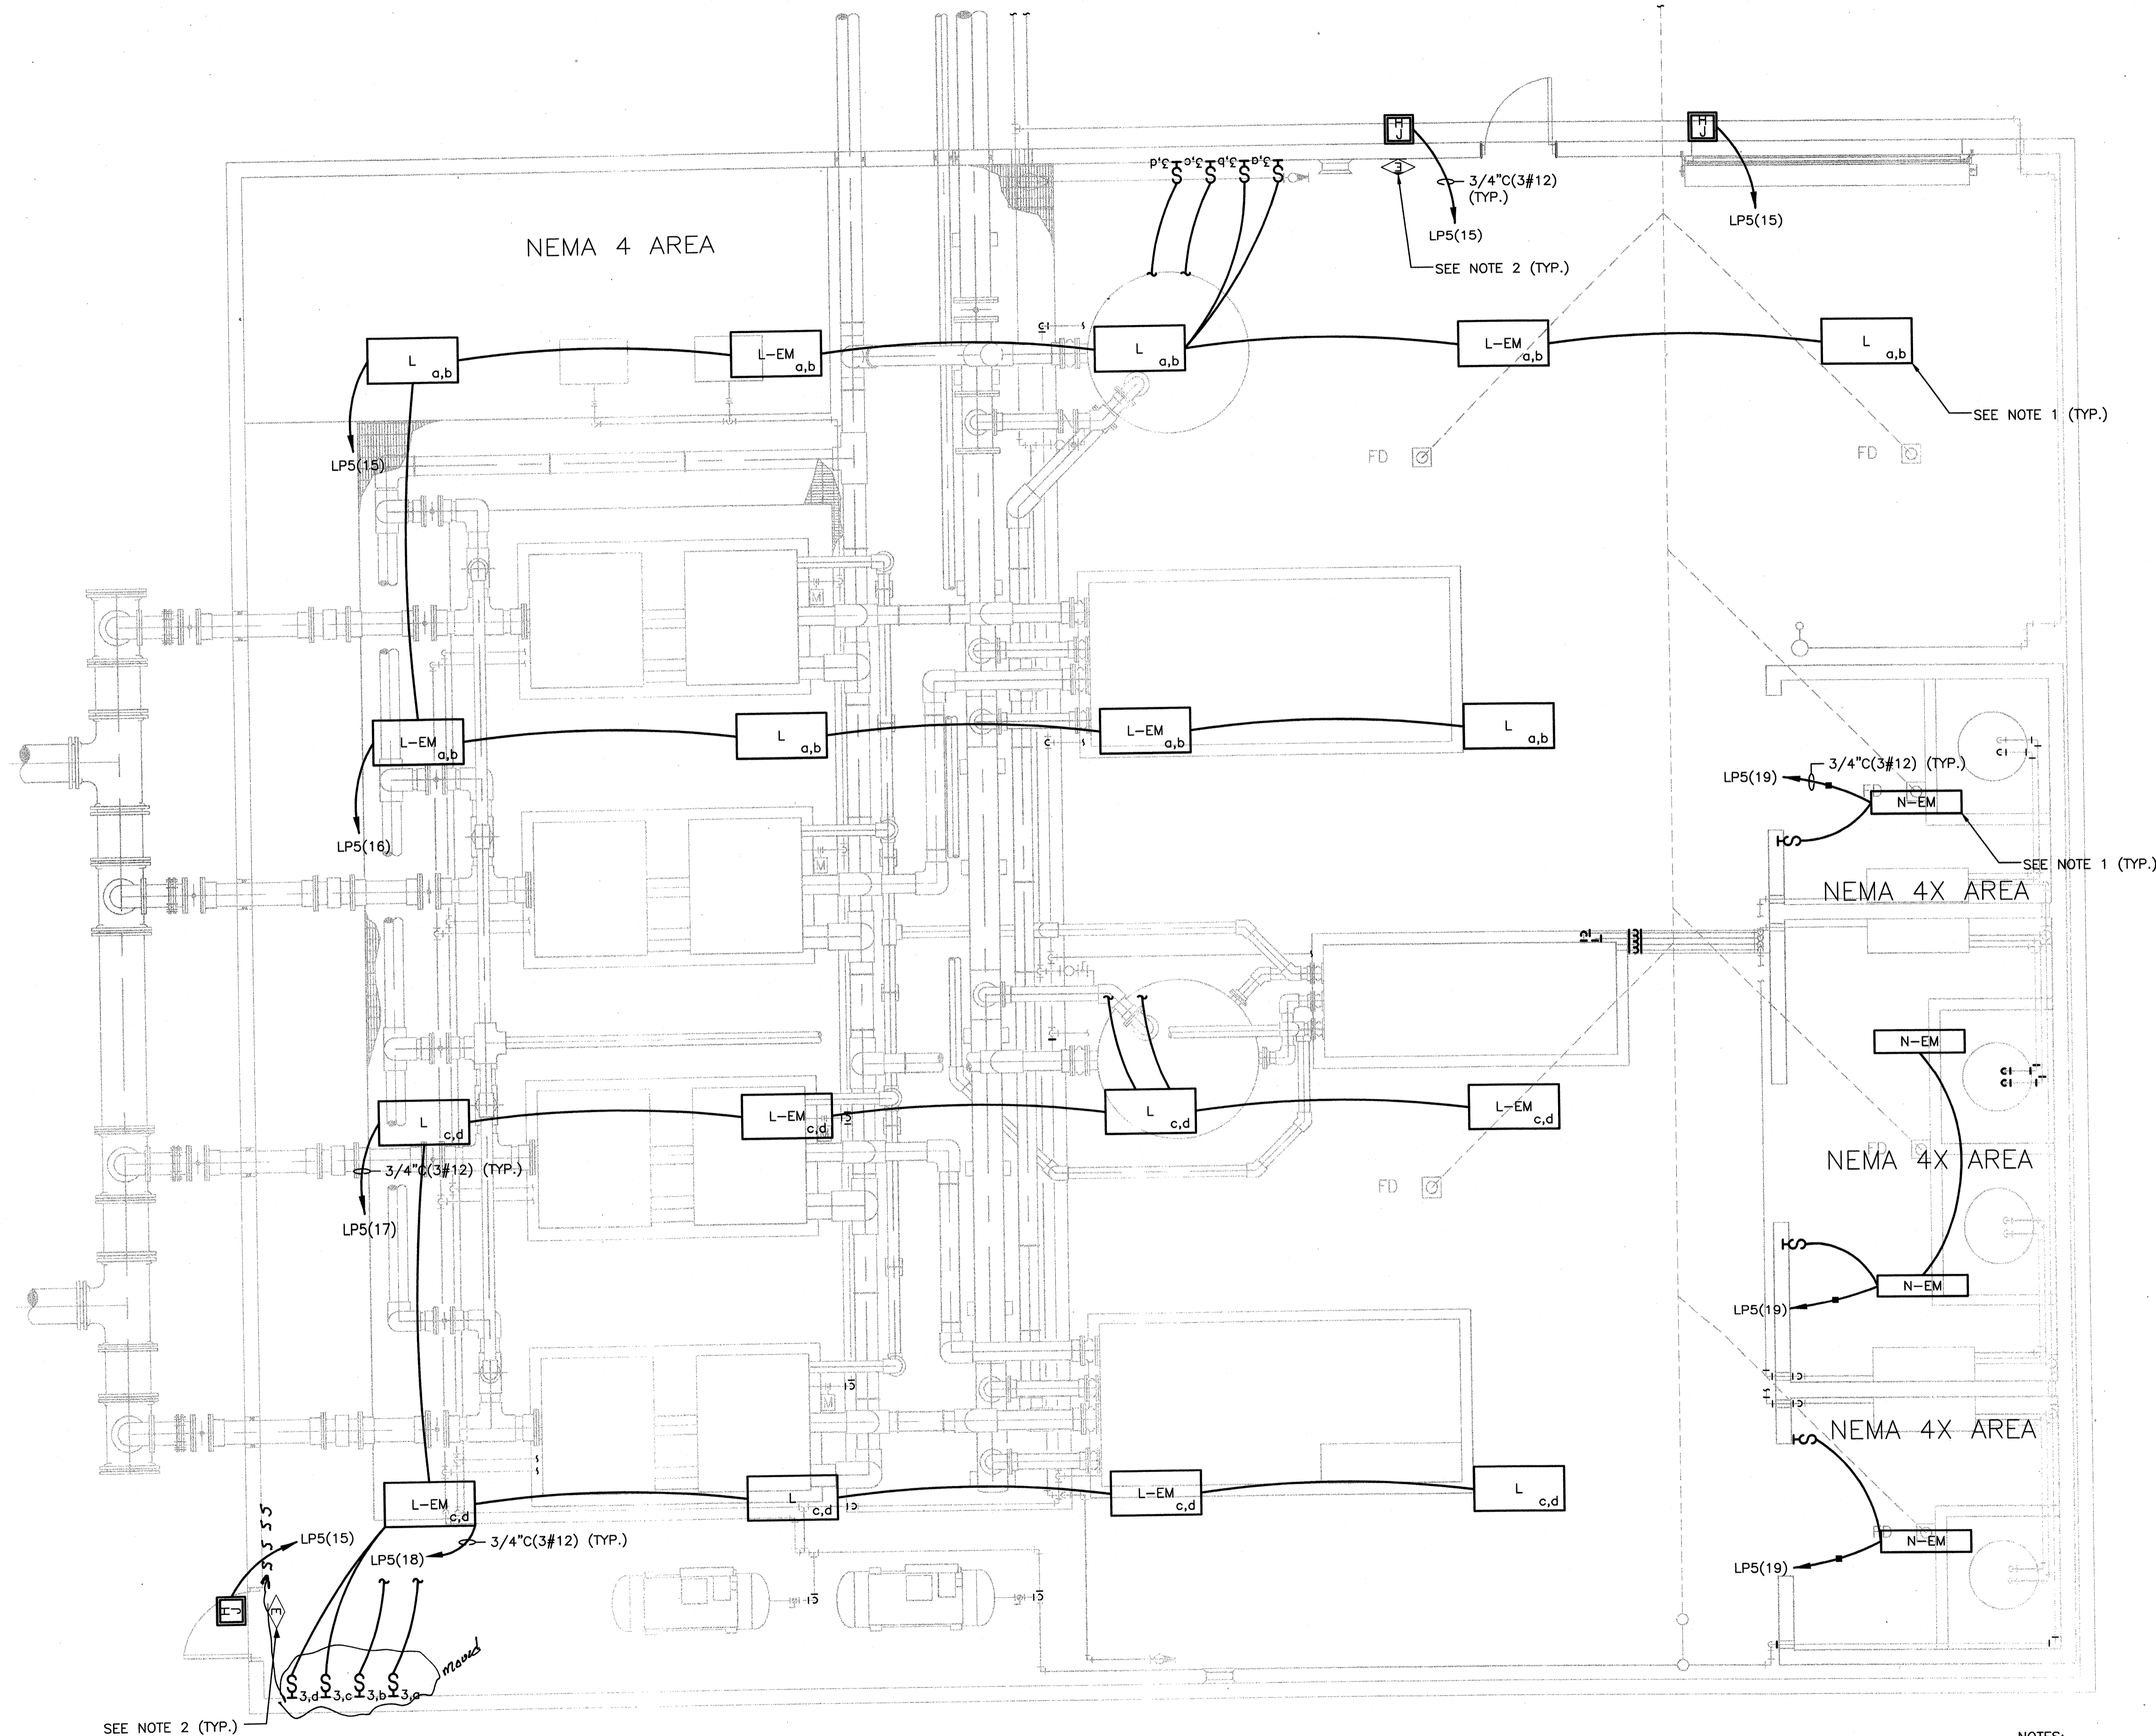 H
J
H
J
3,d
3,c
3,b
3,a
S
S
S
S
E
3/4"C(3#12)
(TYP.)
LP5(15)
LP5(15)
NEMA 4 AREA
SEE NOTE 2 (TYP.)
L
a,b
L-EM
a,b
L
a,b
L-EM
a,b
L
a,b
SEE NOTE 1 (TYP.)
LP5(15)
FD
FD
M
L-EM
a,b
L
a,b
L-EM
a,b
L
a,b
3/4"C(3#12) (TYP.)
LP5(19)
FD
N-EM
S
LP5(16)
M
SEE NOTE 1 (TYP.)
NEMA 4X AREA
N-EM
L
c,d
L-EM
c,d
L
c,d
L-EM
c,d
3/4"C(3#12) (TYP.)
FD
NEMA 4X AREA
FD
LP5(17)
S
N-EM
LP5(19)
M
NEMA 4X AREA
S
L-EM
c,d
L
c,d
L-EM
c,d
L
c,d
LP5(15)
3/4"C(3#12) (TYP.)
LP5(18)
FD
N-EM
LP5(19)
H
J
E
S S S S
moved
S 3,d
S 3,c
S 3,b
S 3,a
SEE NOTE 2 (TYP.)
NOTES: